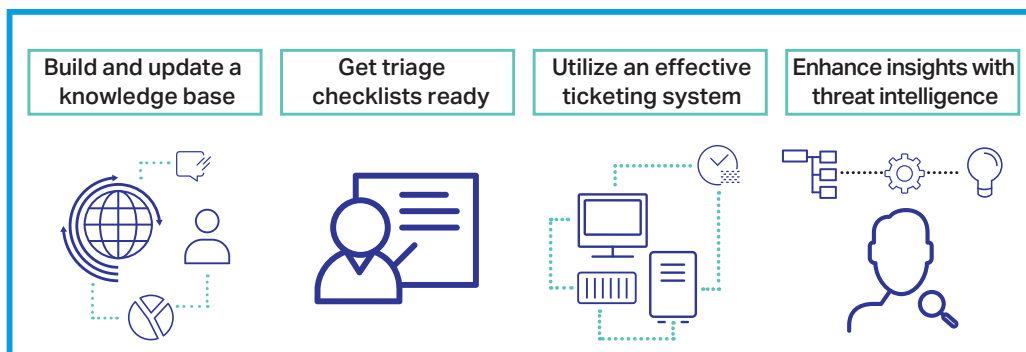 Build and update a
knowledge base
Get triage
checklists ready
Utilize an effective
ticketing system
Enhance insights with
threat intelligence